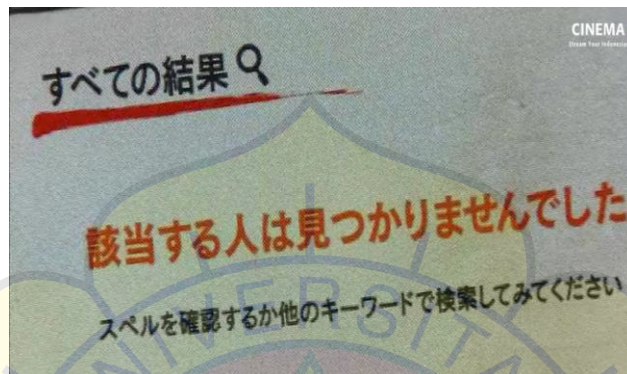 CINEMA
すべての結果
該当する人は見つかりませんでした
スペルを確認するか他のキーワードで検索してみてください
UNIVERSITA